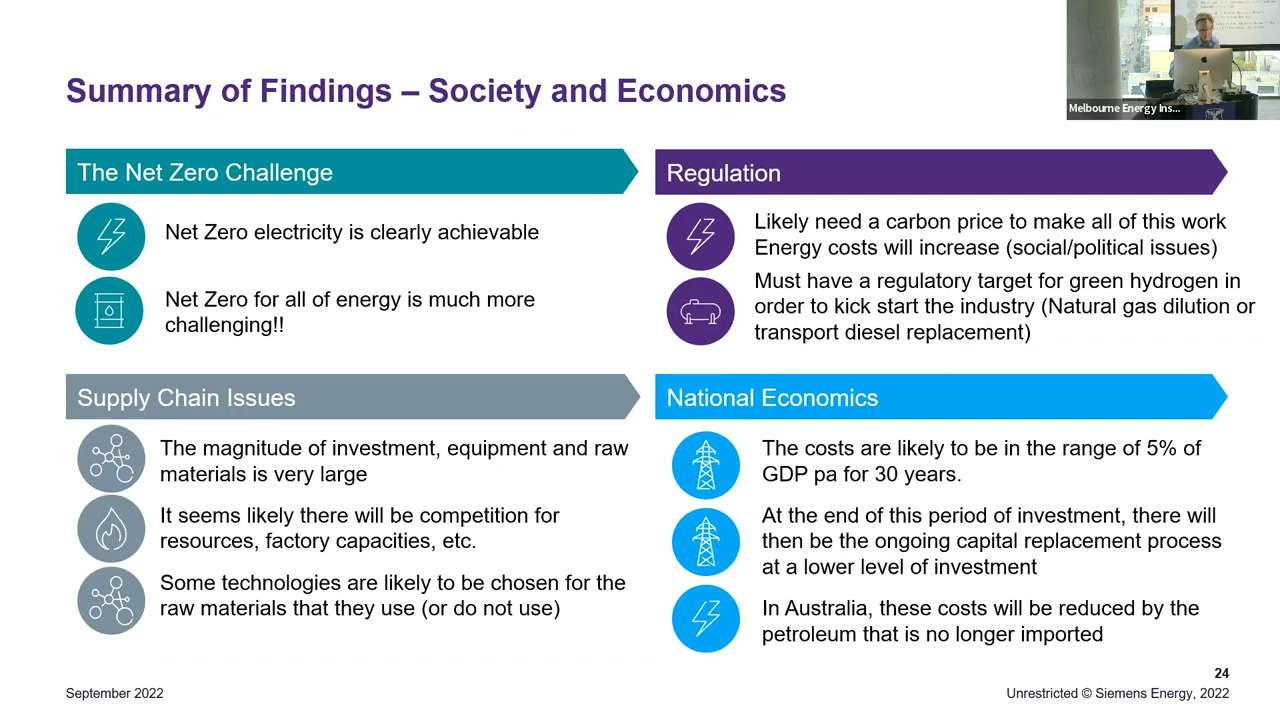 Summary of Findings – Society and Economics
Melbourne Energy Ins...
The Net Zero Challenge
Net Zero electricity is clearly achievable
Net Zero for all of energy is much more
challenging!!
Regulation
Likely need a carbon price to make all of this work
Energy costs will increase (social/political issues)
Must have a regulatory target for green hydrogen in
order to kick start the industry (Natural gas dilution or
transport diesel replacement)
Supply Chain Issues
The magnitude of investment, equipment and raw
materials is very large
It seems likely there will be competition for
resources, factory capacities, etc.
Some technologies are likely to be chosen for the
raw materials that they use (or do not use)
National Economics
The costs are likely to be in the range of 5% of
GDP pa for 30 years.
At the end of this period of investment, there will
then be the ongoing capital replacement process
at a lower level of investment
In Australia, these costs will be reduced by the
petroleum that is no longer imported
24
September 2022
Unrestricted © Siemens Energy, 2022